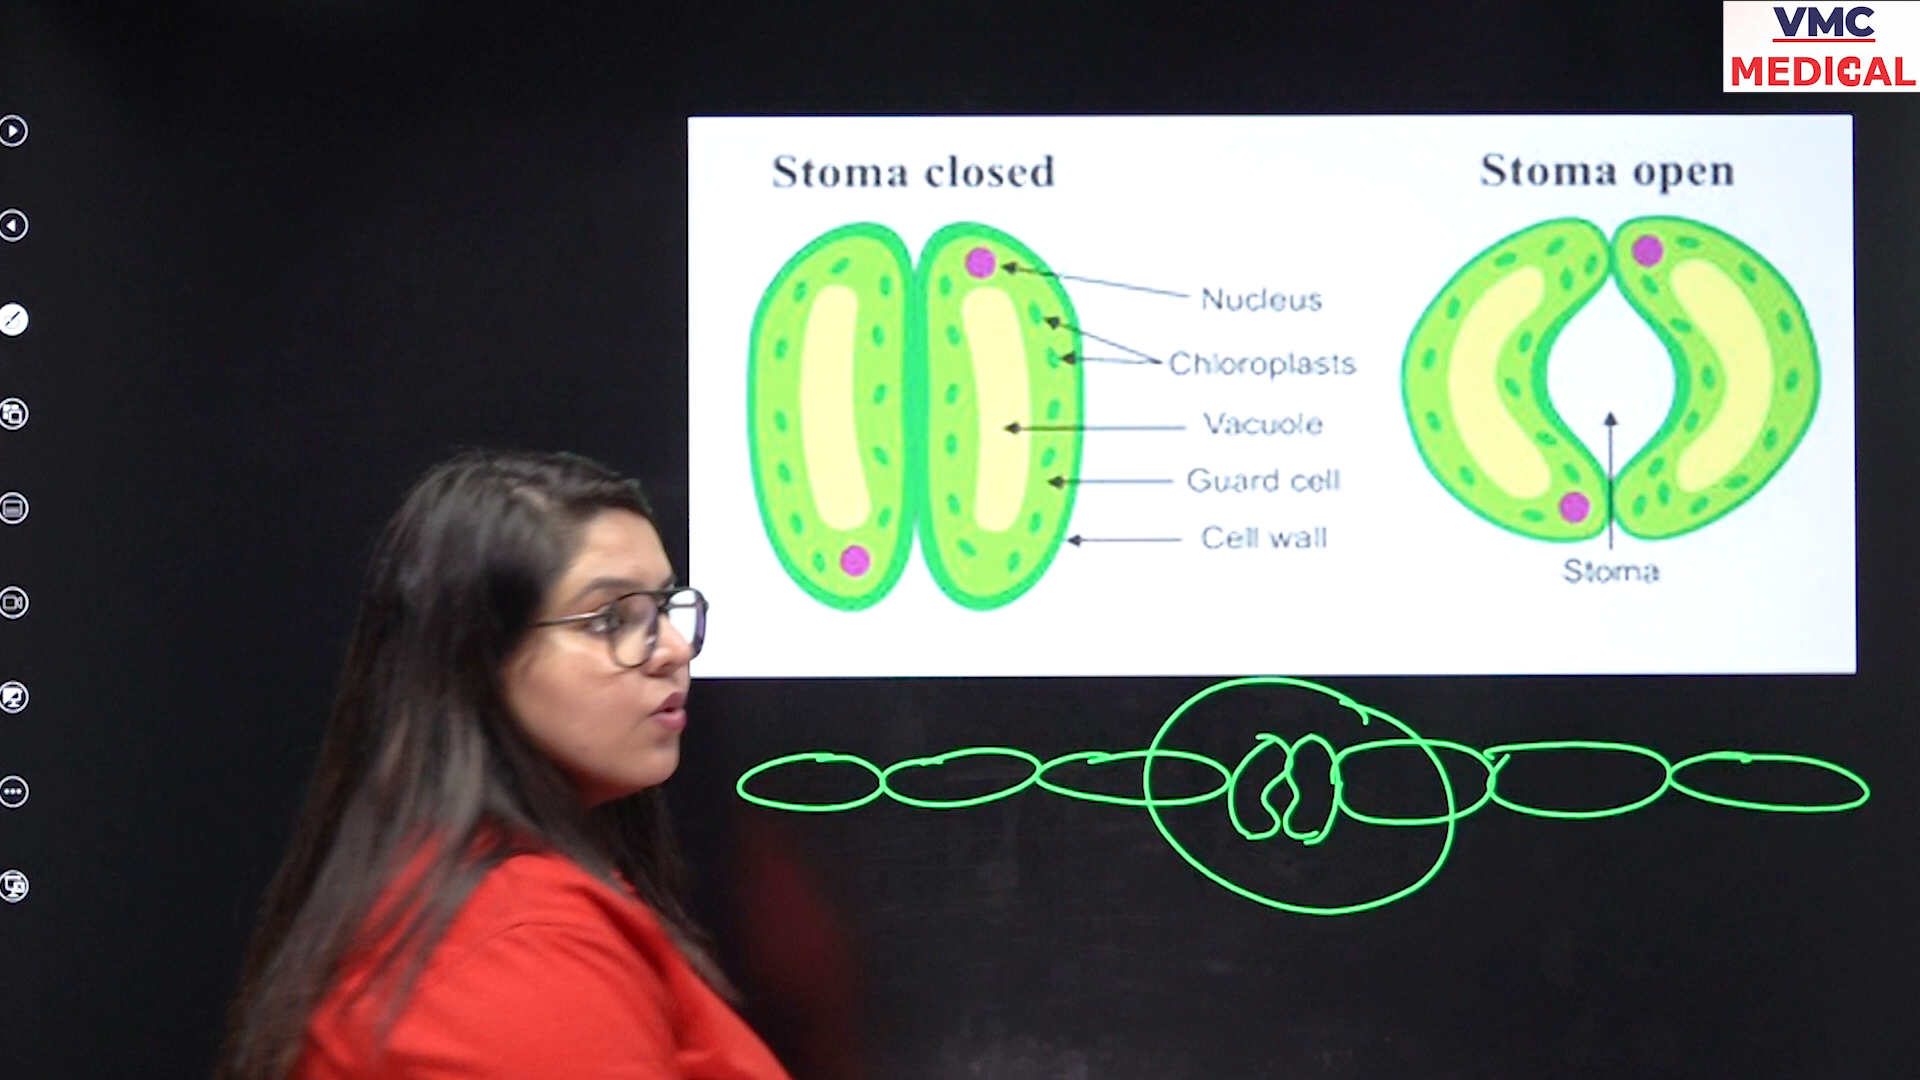 VMC
MEDICAL
Stoma closed
Stoma open
Nucleus
Chloroplasts
Vacuole
Guard cell
Cell wall
Stoma